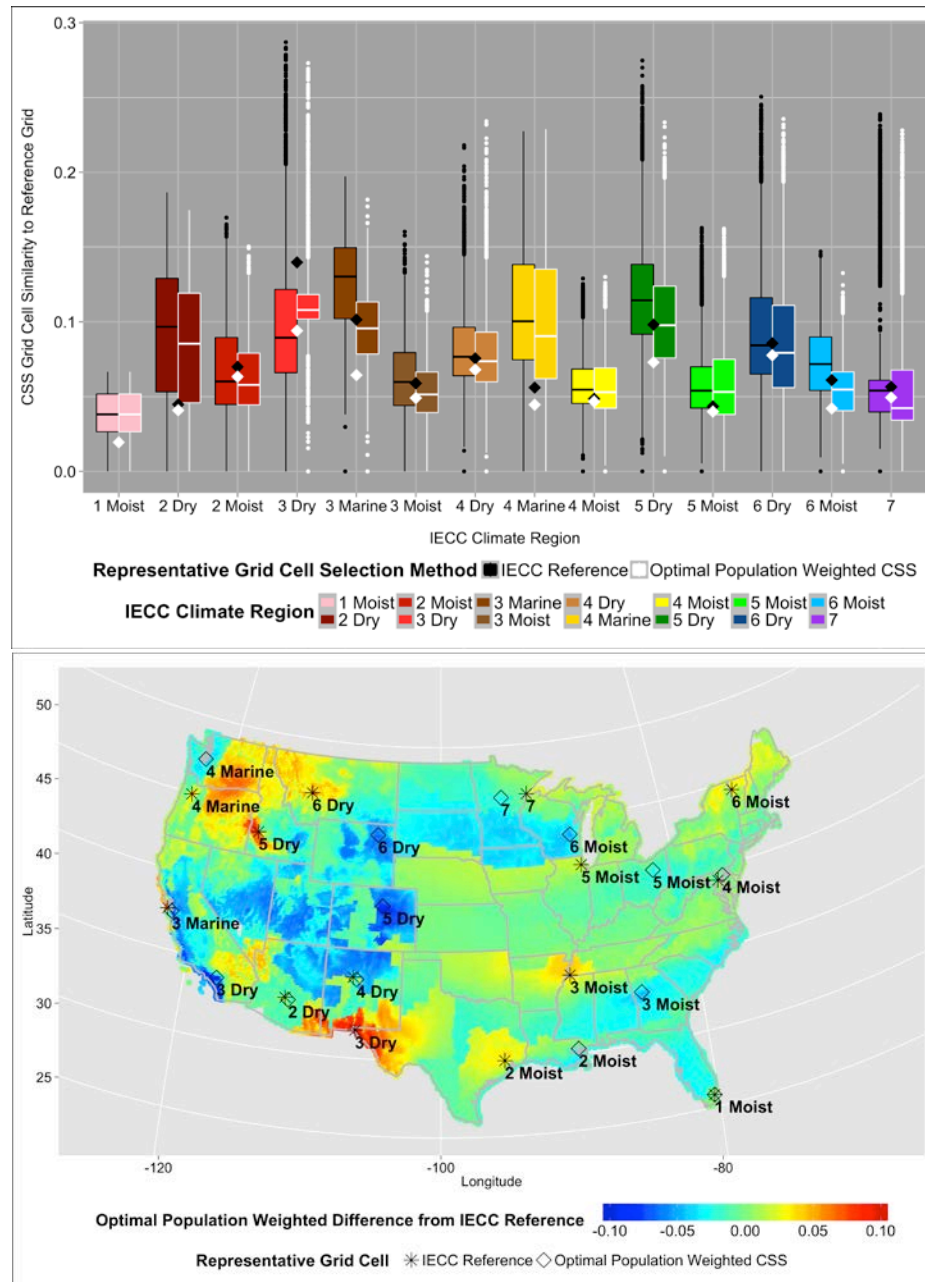 0.3
0.2
0.1
0.0
CSS Grid Cell Similarity to Reference Grid
1 Moist 2 Dry 2 Moist 3 Dry 3 Marine 3 Moist 4 Dry 4 Marine 4 Moist 5 Dry 5 Moist 6 Dry 6 Moist 7
IECC Climate Region
Representative Grid Cell Selection Method IECC Reference Optimal Population Weighted CSS
IECC Climate Region 1 Moist 2 Moist 3 Marine 4 Dry 4 Moist 5 Moist 6 Moist
2 Dry 3 Dry 3 Moist 4 Marine 5 Dry 6 Dry 7
50
45
40
35
30
25
Latitude
4 Marine
4 Marine
6 Dry
7
7
6 Moist
5 Dry
6 Dry
6 Moist
5 Moist
5 Moist
4 Moist
5 Dry
3 Marine
3 Dry
2 Dry
4 Dry
3 Moist
3 Moist
3 Dry
2 Moist
2 Moist
1 Moist
-120 -100 -80
Longitude
Optimal Population Weighted Difference from IECC Reference -0.10 -0.05 0.00 0.05 0.10
Representative Grid Cell IECC Reference Optimal Population Weighted CSS